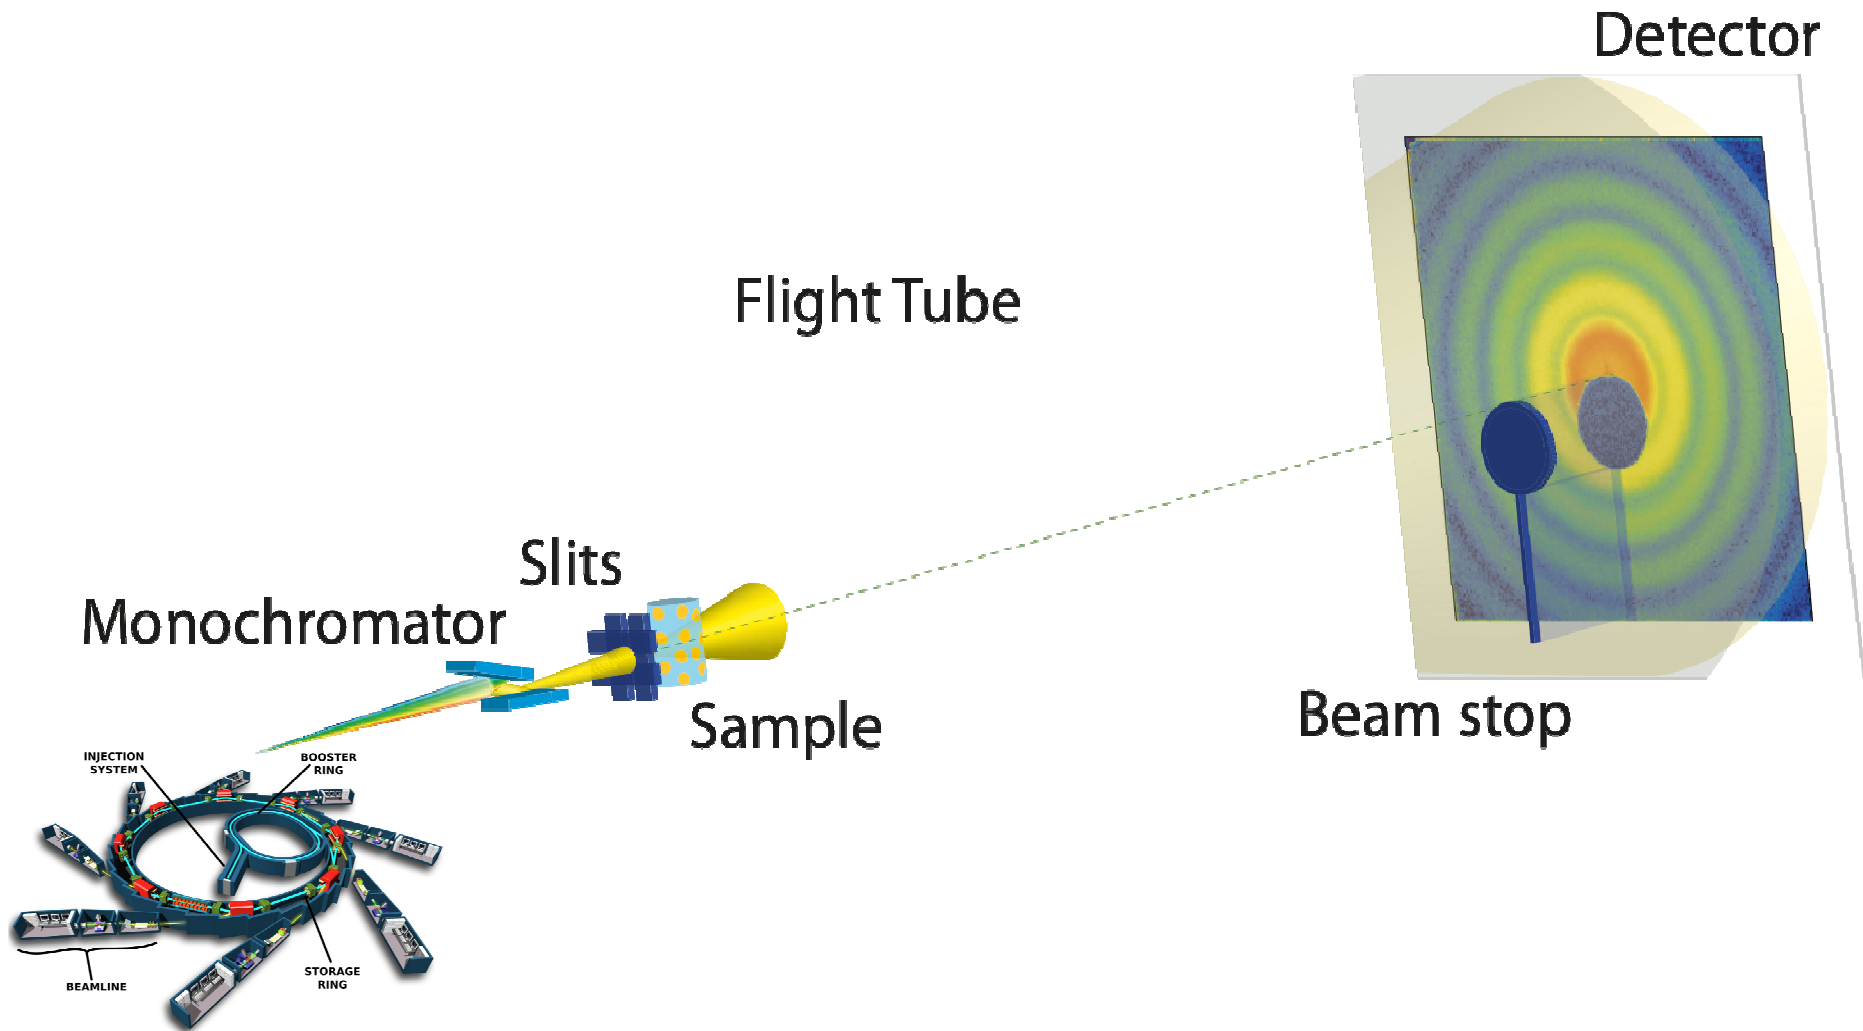 Detector
Flight Tube
Slits
Monochromator
Sample
Beam stop
INJECTION
SYSTEM
BOOSTER
RING
STORAGE
RING
BEAMLINE